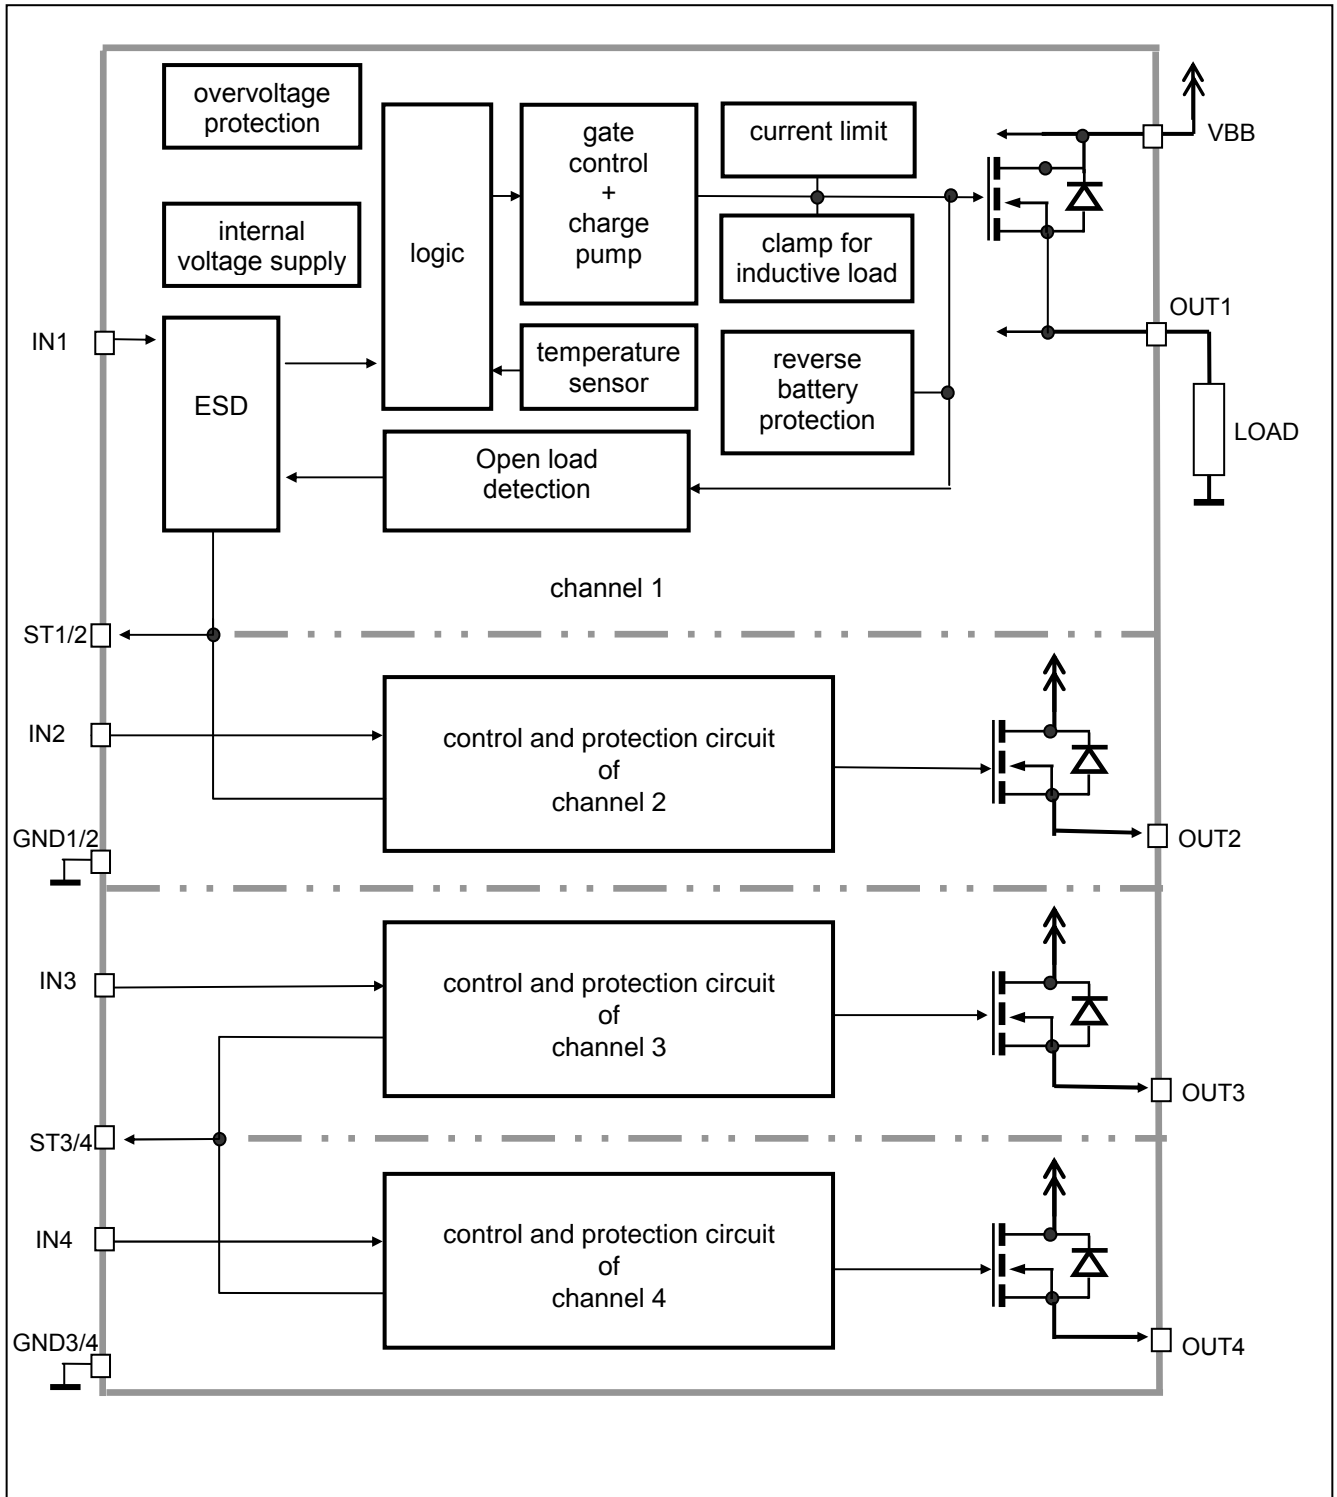 overvoltage
protection
internal
voltage supply
logic
gate
control
+
charge
pump
current limit
clamp for
inductive load
VBB
OUT1
IN1
ESD
temperature
sensor
reverse
battery
protection
LOAD
Open load
detection
channel 1
ST1/2
IN2
control and protection circuit
of
channel 2
GND1/2
OUT2
IN3
control and protection circuit
of
channel 3
OUT3
ST3/4
IN4
control and protection circuit
of
channel 4
GND3/4
OUT4